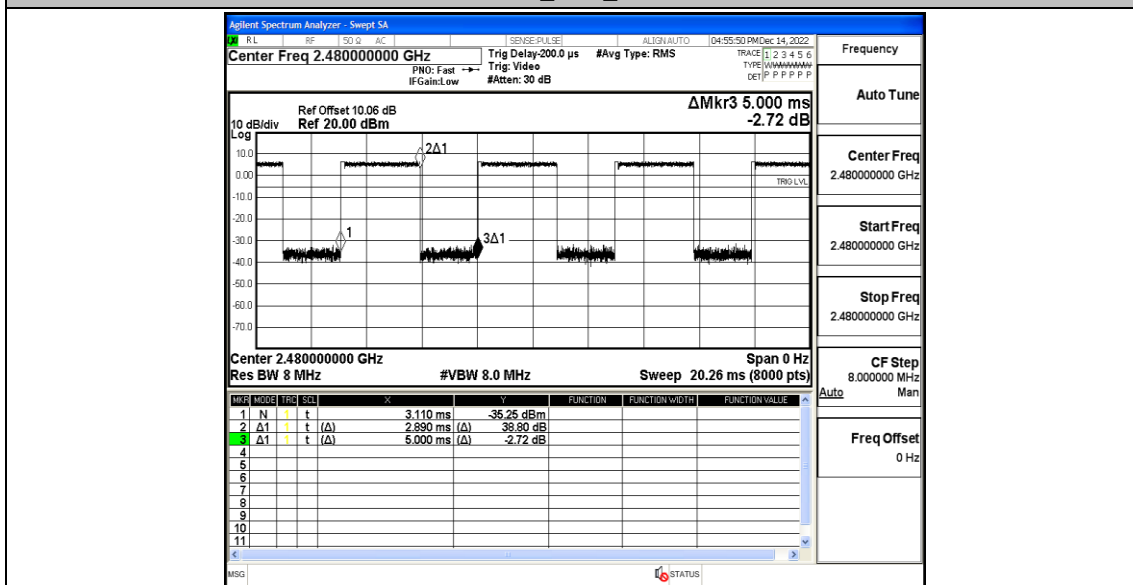 Agilent Spectrum Analyzer - Swept SA
RL RF 50 Ω AC SENSE:PULSE ALIGN AUTO 04:55:50 PM Dec 14, 2022
Center Freq 2.480000000 GHz
PNO: Fast
IFGain:Low
Trig Delay-200.0 µs
Trig: Video
#Atten: 30 dB
#Avg Type: RMS
TRACE 1 2 3 4 5 6
TYPE
DET P P P P P P
Frequency
Auto Tune
ΔMkr3 5.000 ms
-2.72 dB
Ref Offset 10.06 dB
10 dB/div Ref 20.00 dBm
Log
10.0
0.00
-10.0
-20.0
-30.0
-40.0
-50.0
-60.0
-70.0
2Δ1
TRIG LVL
1
3Δ1
Center Freq
2.480000000 GHz
Start Freq
2.480000000 GHz
Stop Freq
2.480000000 GHz
Center 2.480000000 GHz Span 0 Hz
Res BW 8 MHz #VBW 8.0 MHz Sweep 20.26 ms (8000 pts)
CF Step
8.000000 MHz
Auto Man
MKR MODE TRC SCL X Y FUNCTION FUNCTION WIDTH FUNCTION VALUE
1 N 1 t 3.110 ms -35.25 dBm
2 Δ1 1 t (Δ) 2.890 ms (Δ) 38.80 dB
3 Δ1 1 t (Δ) 5.000 ms (Δ) -2.72 dB
4
5
6
7
8
9
10
11
Freq Offset
0 Hz
MSG STATUS